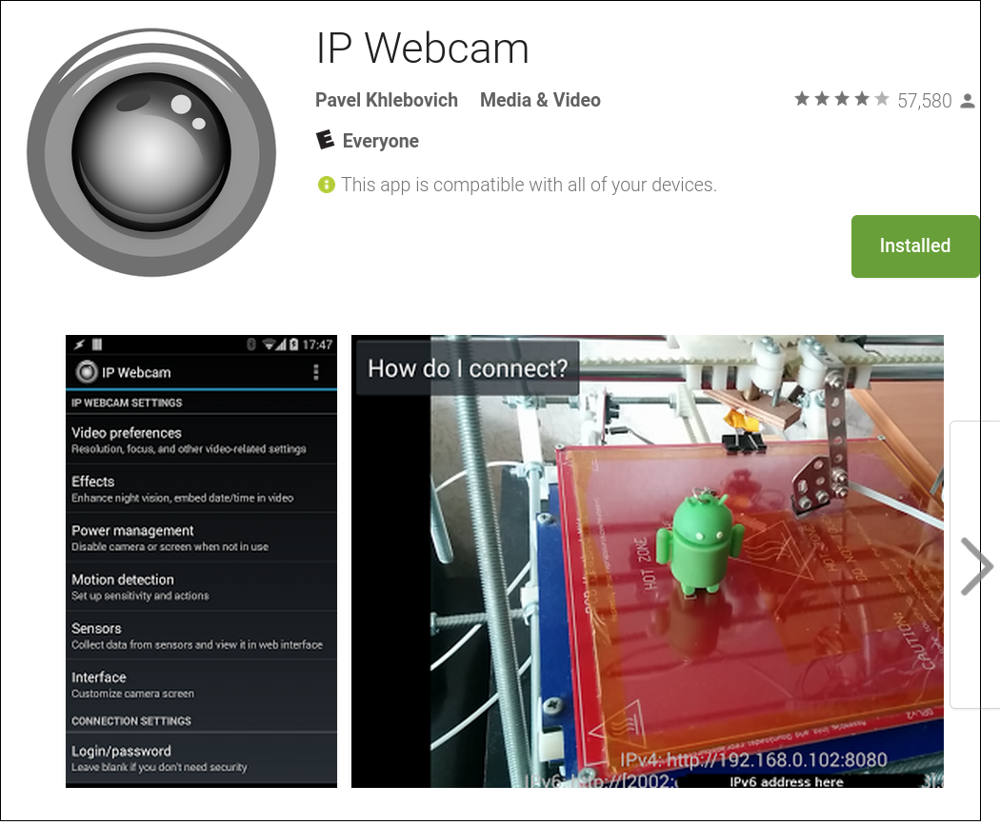 IP Webcam
Pavel Khlebovich Media & Video 57,580
E Everyone
This app is compatible with all of your devices.
Installed
17:47
IP Webcam
IP WEBCAM SETTINGS
Video preferences
Resolution, focus, and other video-related settings
Effects
Enhance night vision, embed date/time in video
Power management
Disable camera or screen when not in use
Motion detection
Set up sensitivity and actions
Sensors
Collect data from sensors and view it in web interface
Interface
Customize camera screen
CONNECTION SETTINGS
Login/password
Leave blank if you don't need security
How do I connect?
HOT ZONE
DO NOT
HOT
CAUTION!
IPv4: http://192.168.0.102:8080
IPv6: http://[2002:
IPv6 address here